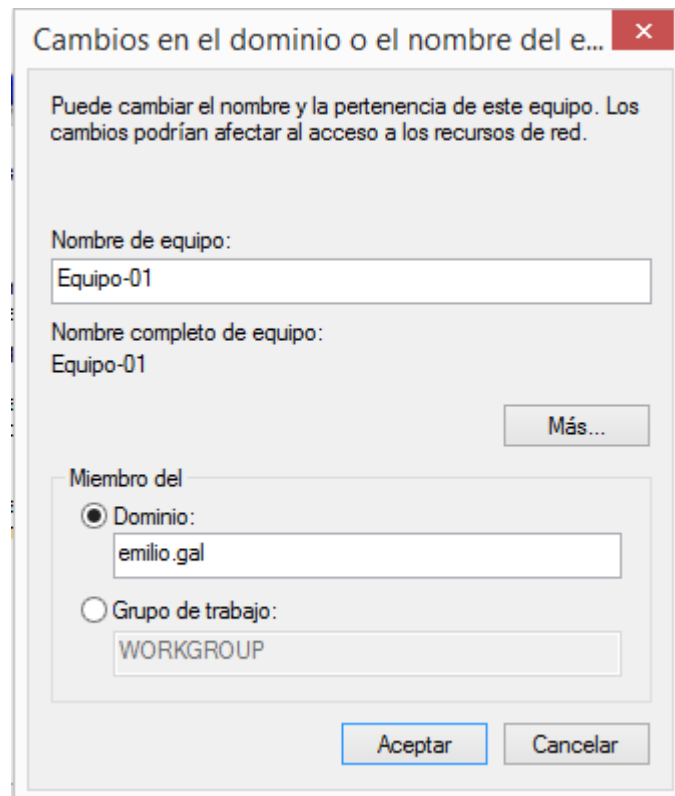 Cambios en el dominio o el nombre del e...
Puede cambiar el nombre y la pertenencia de este equipo. Los
cambios podrían afectar al acceso a los recursos de red.
Nombre de equipo:
Equipo-01
Nombre completo de equipo:
Equipo-01
Más...
Miembro del
Dominio:
emilio.gal
Grupo de trabajo:
WORKGROUP
Aceptar
Cancelar